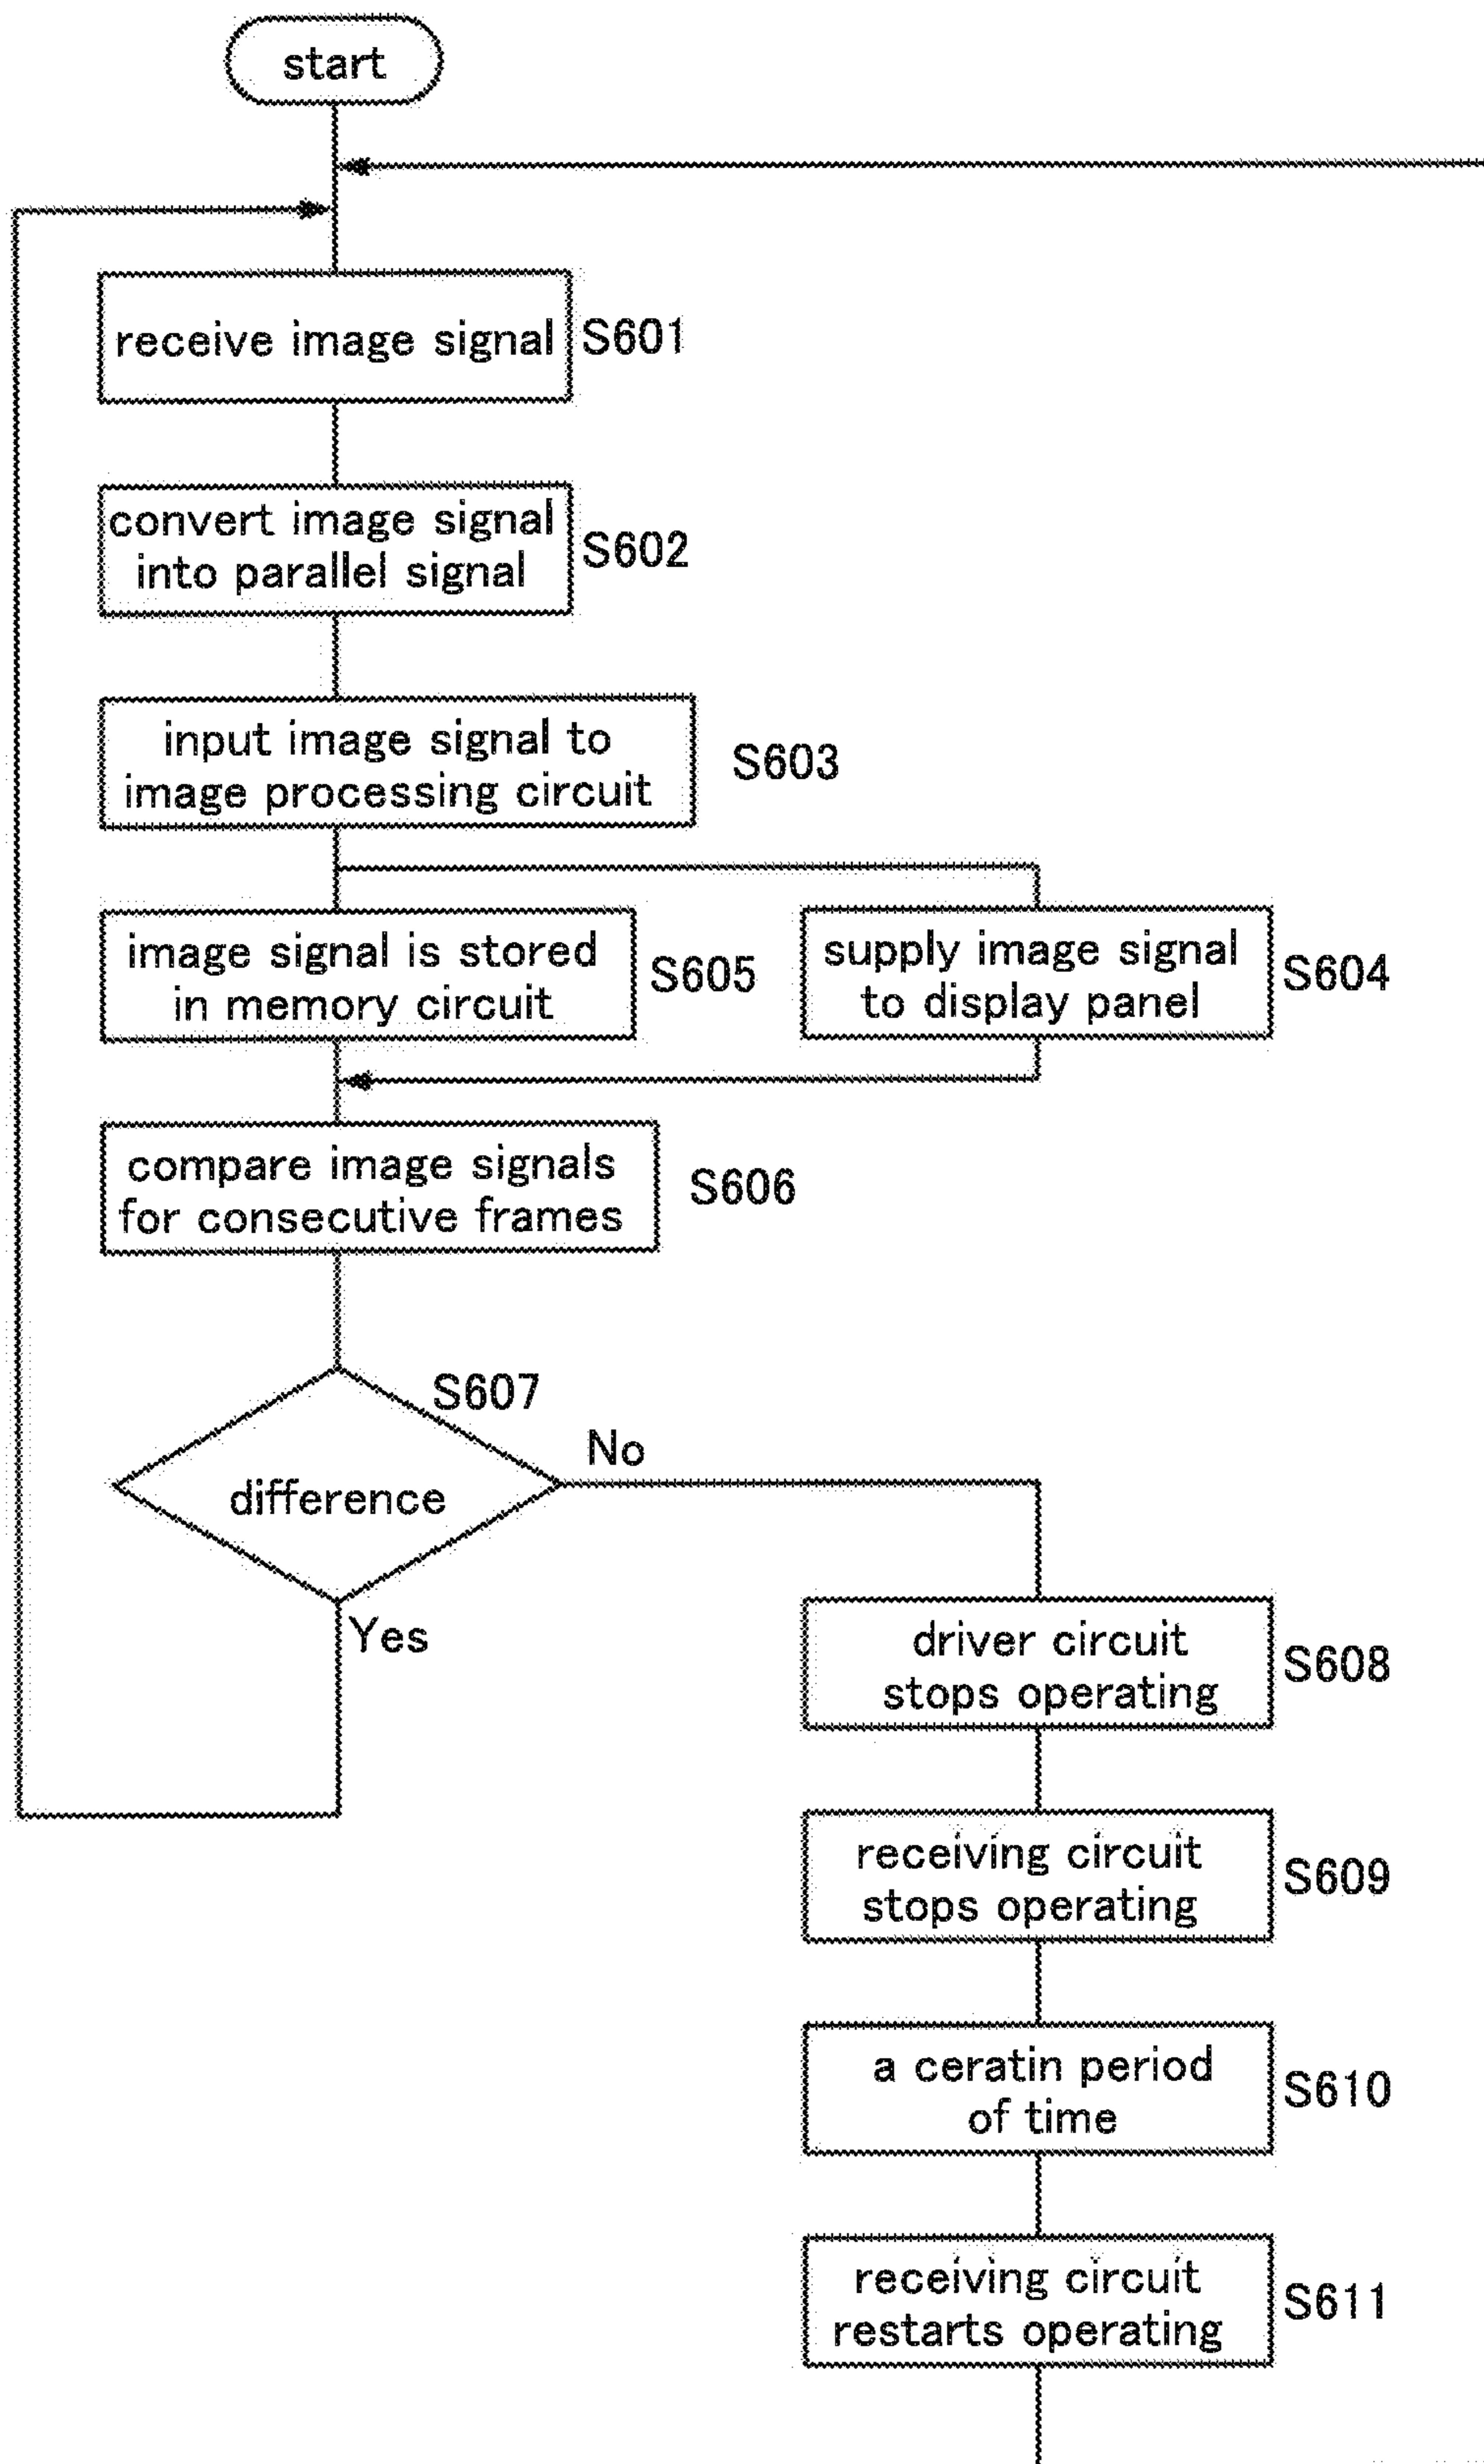 start
receive image signal
S601
convert image signal
into parallel signal
S602
input image signal to
image processing circuit
S603
image signal is stored
in memory circuit
S605
supply image signal
to display panel
S604
compare image signals
for consecutive frames
S606
S607
difference
No
Yes
driver circuit
stops operating
S608
receiving circuit
stops operating
S609
a ceratin period
of time
S610
receiving circuit
restarts operating
S611